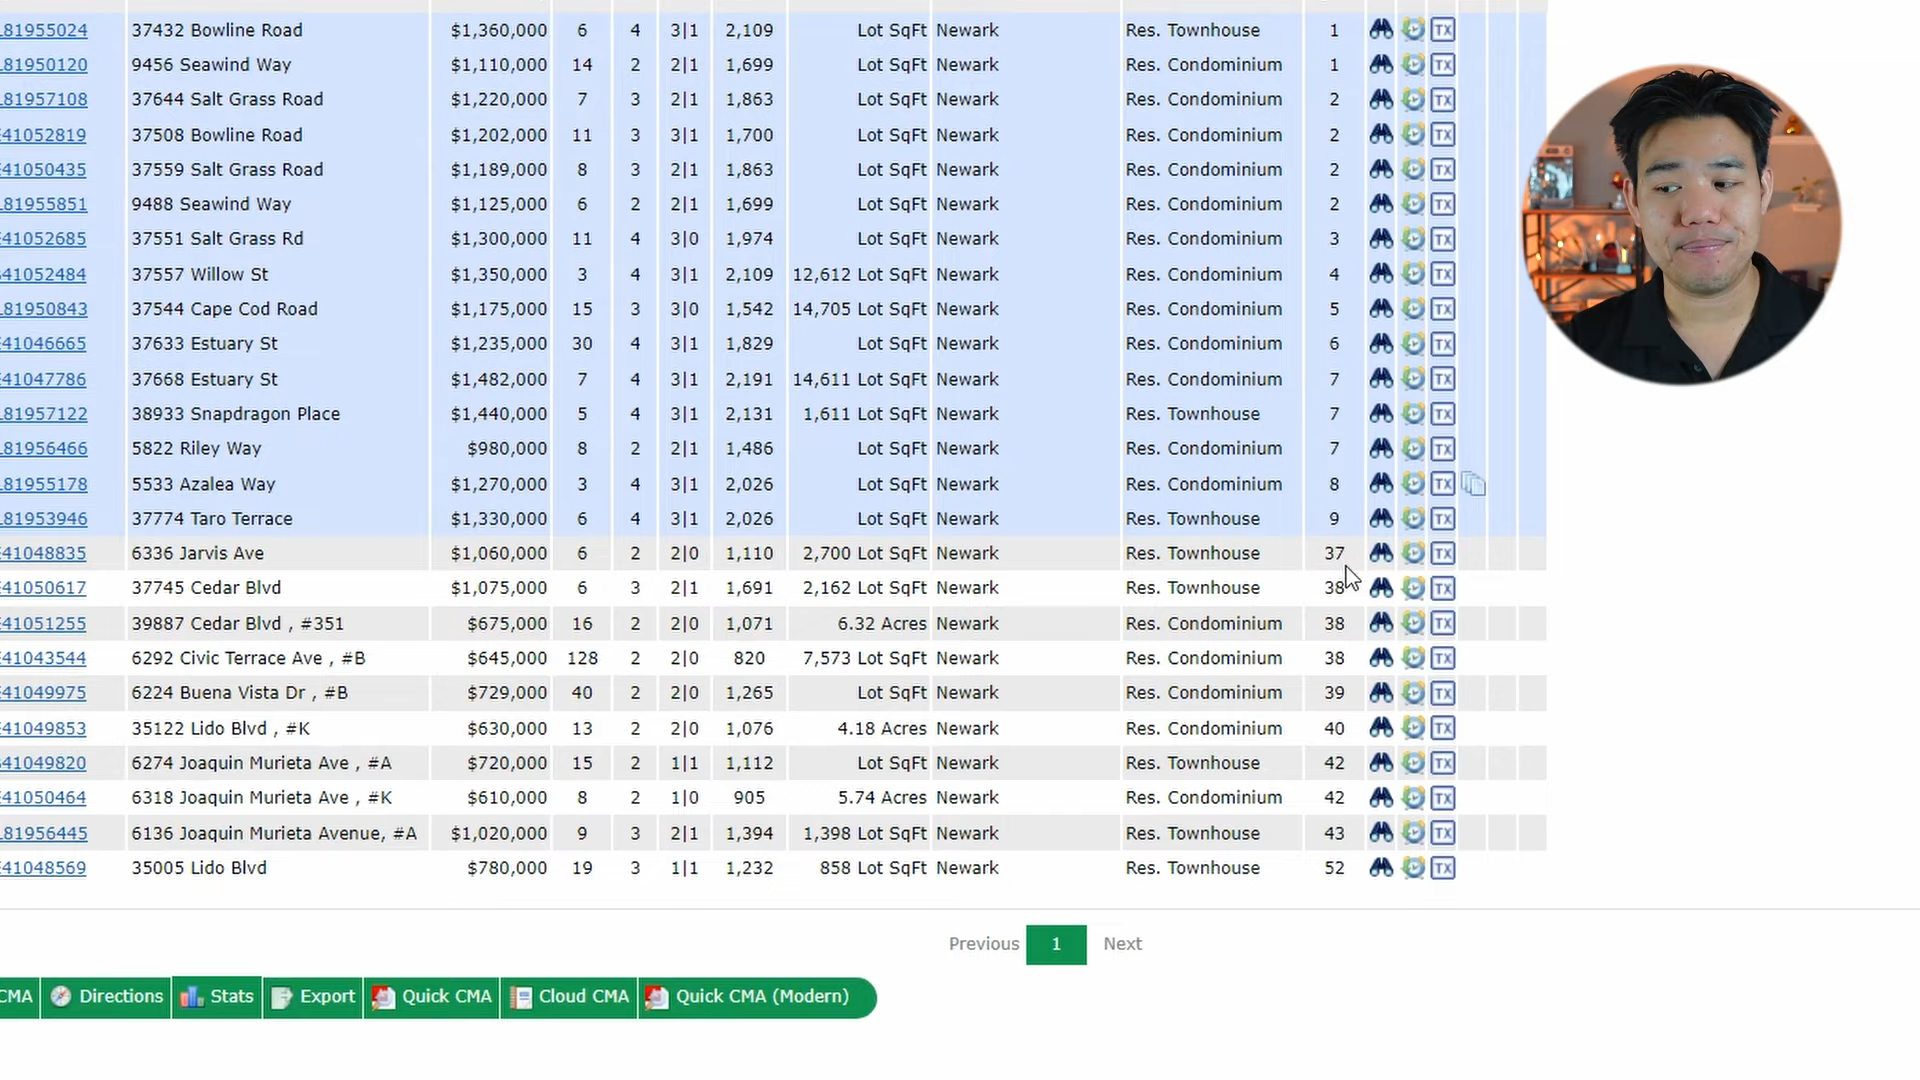 81955024 37432 Bowline Road $1,360,000 6 4 3|1 2,109 Lot SqFt Newark Res. Townhouse 1 TX
81950120 9456 Seawind Way $1,110,000 14 2 2|1 1,699 Lot SqFt Newark Res. Condominium 1 TX
81957108 37644 Salt Grass Road $1,220,000 7 3 2|1 1,863 Lot SqFt Newark Res. Condominium 2 TX
41052819 37508 Bowline Road $1,202,000 11 3 3|1 1,700 Lot SqFt Newark Res. Condominium 2 TX
41050435 37559 Salt Grass Road $1,189,000 8 3 2|1 1,863 Lot SqFt Newark Res. Condominium 2 TX
81955851 9488 Seawind Way $1,125,000 6 2 2|1 1,699 Lot SqFt Newark Res. Condominium 2 TX
41052685 37551 Salt Grass Rd $1,300,000 11 4 3|0 1,974 Lot SqFt Newark Res. Condominium 3 TX
41052484 37557 Willow St $1,350,000 3 4 3|1 2,109 12,612 Lot SqFt Newark Res. Condominium 4 TX
81950843 37544 Cape Cod Road $1,175,000 15 3 3|0 1,542 14,705 Lot SqFt Newark Res. Condominium 5 TX
41046665 37633 Estuary St $1,235,000 30 4 3|1 1,829 Lot SqFt Newark Res. Condominium 6 TX
41047786 37668 Estuary St $1,482,000 7 4 3|1 2,191 14,611 Lot SqFt Newark Res. Condominium 7 TX
81957122 38933 Snapdragon Place $1,440,000 5 4 3|1 2,131 1,611 Lot SqFt Newark Res. Townhouse 7 TX
81956466 5822 Riley Way $980,000 8 2 2|1 1,486 Lot SqFt Newark Res. Condominium 7 TX
81955178 5533 Azalea Way $1,270,000 3 4 3|1 2,026 Lot SqFt Newark Res. Condominium 8 TX
81953946 37774 Taro Terrace $1,330,000 6 4 3|1 2,026 Lot SqFt Newark Res. Townhouse 9 TX
41048835 6336 Jarvis Ave $1,060,000 6 2 2|0 1,110 2,700 Lot SqFt Newark Res. Townhouse 37 TX
41050617 37745 Cedar Blvd $1,075,000 6 3 2|1 1,691 2,162 Lot SqFt Newark Res. Townhouse 38 TX
41051255 39887 Cedar Blvd , #351 $675,000 16 2 2|0 1,071 6.32 Acres Newark Res. Condominium 38 TX
41043544 6292 Civic Terrace Ave , #B $645,000 128 2 2|0 820 7,573 Lot SqFt Newark Res. Condominium 38 TX
41049975 6224 Buena Vista Dr , #B $729,000 40 2 2|0 1,265 Lot SqFt Newark Res. Condominium 39 TX
41049853 35122 Lido Blvd , #K $630,000 13 2 2|0 1,076 4.18 Acres Newark Res. Condominium 40 TX
41049820 6274 Joaquin Murieta Ave , #A $720,000 15 2 1|1 1,112 Lot SqFt Newark Res. Townhouse 42 TX
41050464 6318 Joaquin Murieta Ave , #K $610,000 8 2 1|0 905 5.74 Acres Newark Res. Condominium 42 TX
81956445 6136 Joaquin Murieta Avenue, #A $1,020,000 9 3 2|1 1,394 1,398 Lot SqFt Newark Res. Townhouse 43 TX
41048569 35005 Lido Blvd $780,000 19 3 1|1 1,232 858 Lot SqFt Newark Res. Townhouse 52 TX
Previous 1 Next
CMA Directions Stats Export Quick CMA Cloud CMA Quick CMA (Modern)